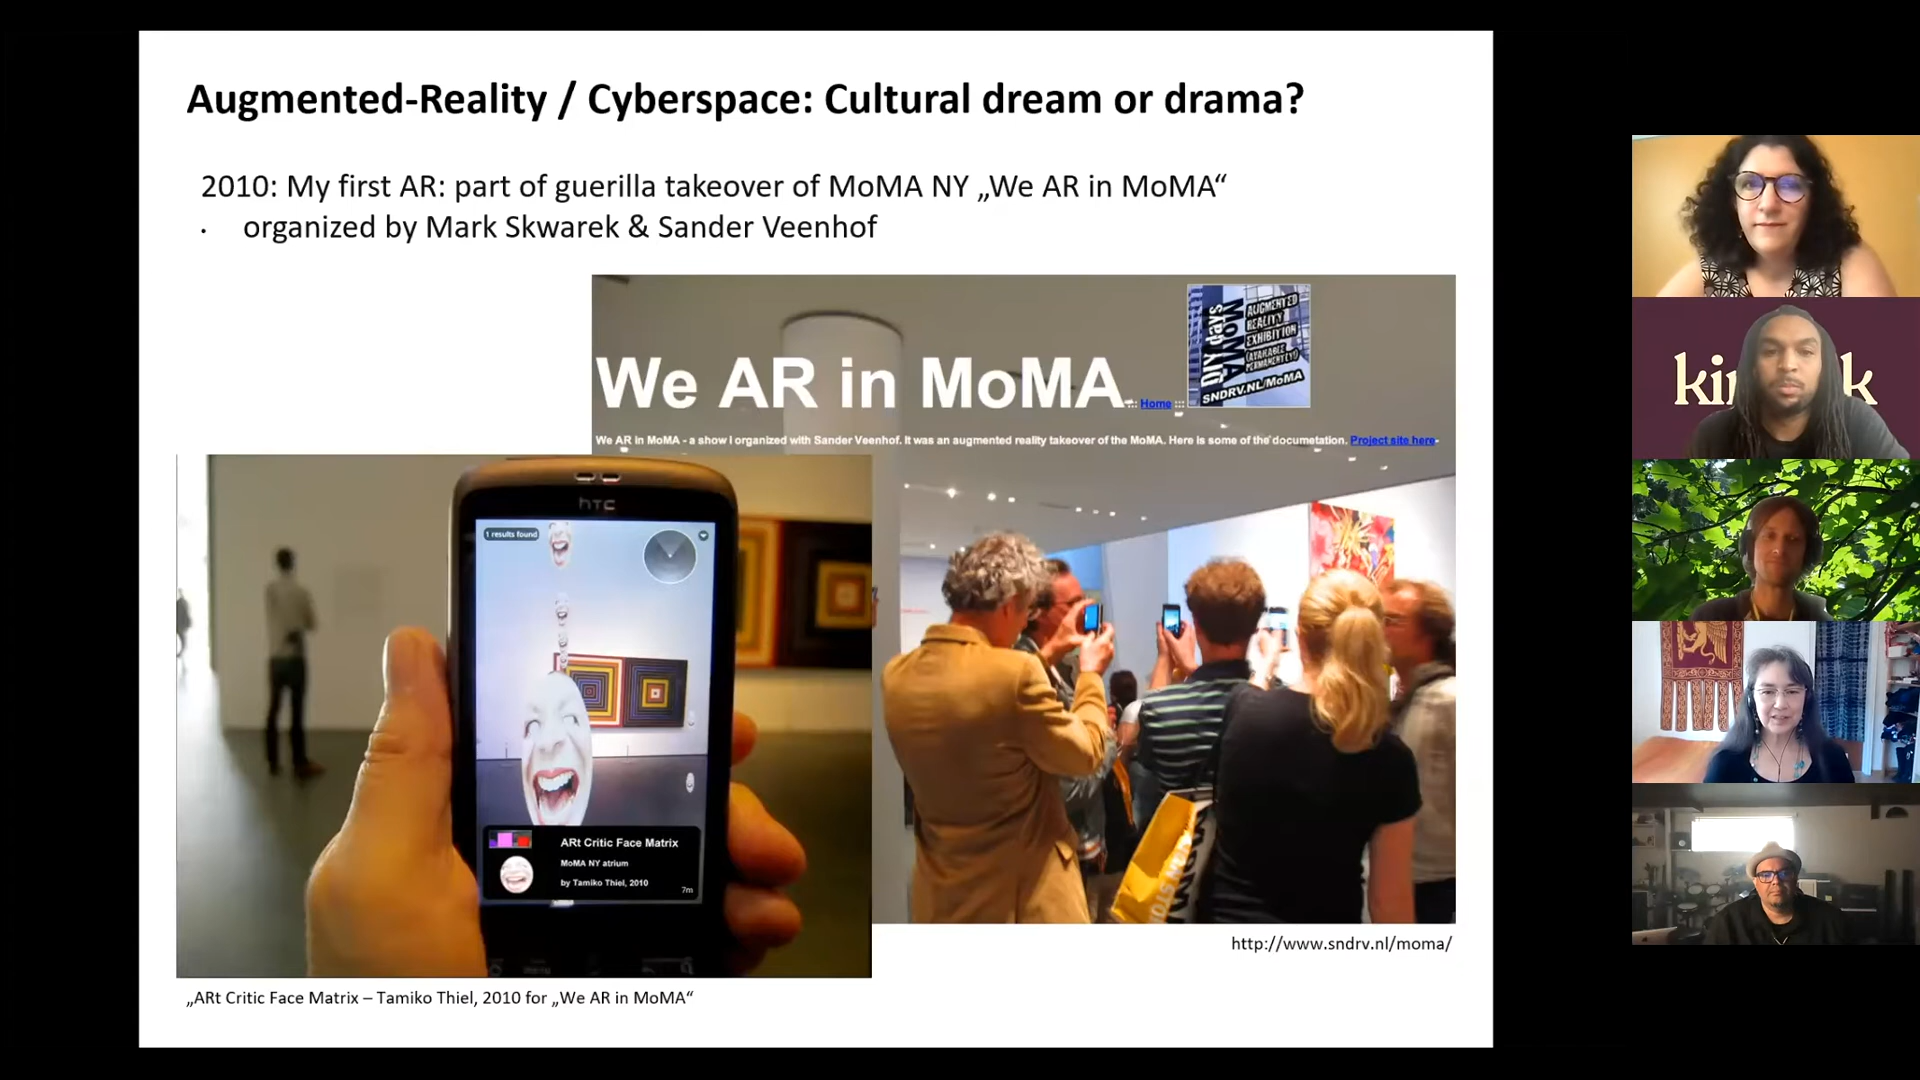 Augmented-Reality / Cyberspace: Cultural dream or drama?
2010: My first AR: part of guerilla takeover of MoMA NY „We AR in MoMA“
• organized by Mark Skwarek & Sander Veenhof
We AR in MoMA
::: Home :::
DIY days
MoMA
AUGMENTED
REALITY
EXHIBITION
(AVAILABLE
PERMANENTLY!)
SNDRV.NL/MoMA
We AR in MoMA - a show I organized with Sander Veenhof. It was an augmented reality takeover of the MoMA. Here is some of the documetation. Project site here-
hTC
1 results found
ARt Critic Face Matrix
MoMA NY atrium
by Tamiko Thiel, 2010
7m
menu
http://www.sndrv.nl/moma/
„ARt Critic Face Matrix – Tamiko Thiel, 2010 for „We AR in MoMA“